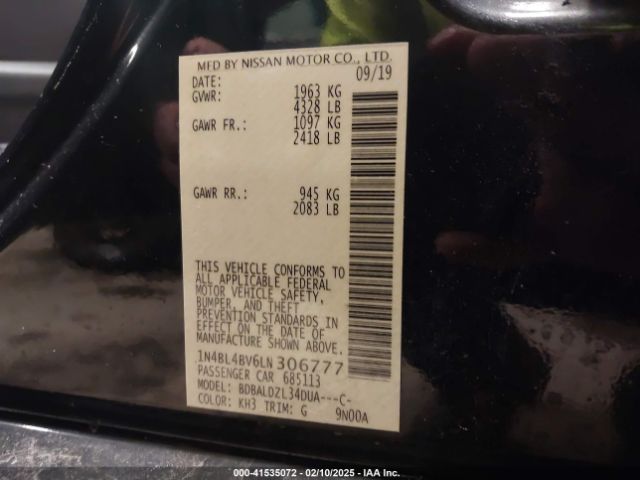 MFD BY NISSAN MOTOR CO., LTD.
DATE: 09/19
GVWR: 1963 KG
4328 LB
GAWR FR.: 1097 KG
2418 LB
GAWR RR.: 945 KG
2083 LB
THIS VEHICLE CONFORMS TO
ALL APPLICABLE FEDERAL
MOTOR VEHICLE SAFETY,
BUMPER, AND THEFT
PREVENTION STANDARDS IN
EFFECT ON THE DATE OF
MANUFACTURE SHOWN ABOVE.
1N4BL4BV6LN306777
PASSENGER CAR 685113
MODEL: BDBALDZL34DUA---C-
COLOR: KH3 TRIM: G 9N00A
000-41535072 — 02/10/2025 — IAA Inc.